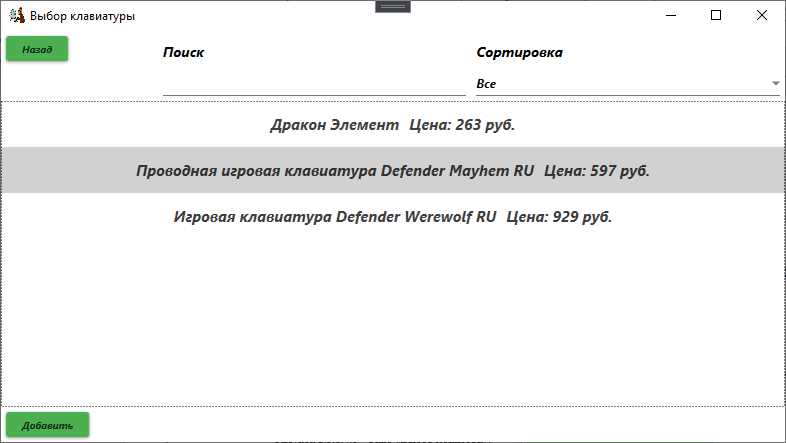 Выбор клавиатуры
Назад
Поиск
Сортировка
Все
Дракон Элемент Цена: 263 руб.
Проводная игровая клавиатура Defender Mayhem RU Цена: 597 руб.
Игровая клавиатура Defender Werewolf RU Цена: 929 руб.
Добавить